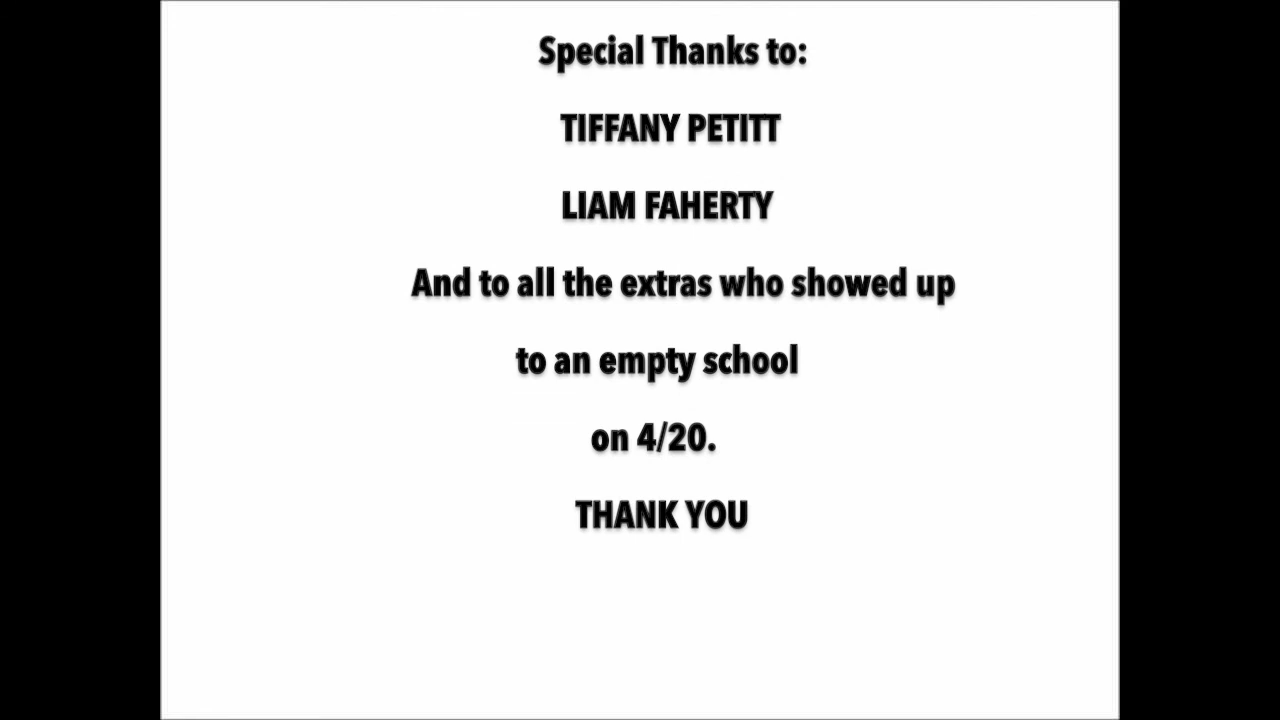 Special Thanks to:
TIFFANY PETITT
LIAM FAHERTY
And to all the extras who showed up
to an empty school
on 4/20.
THANK YOU